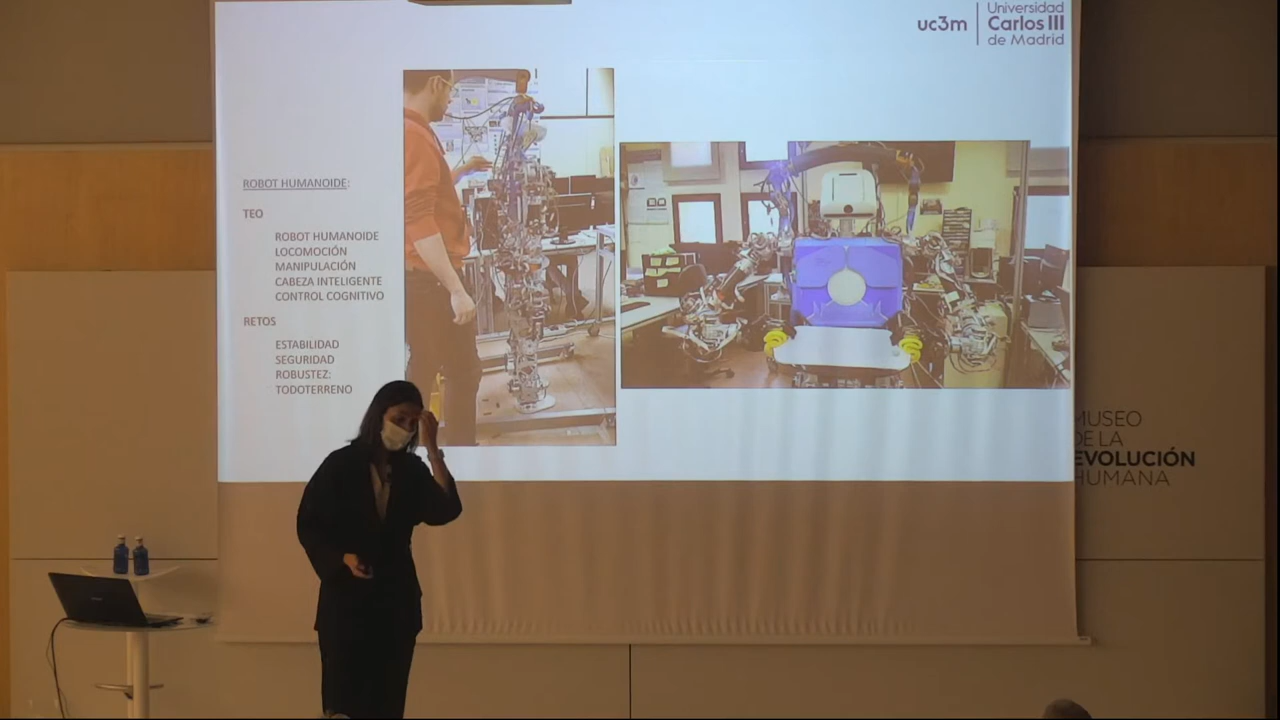 uc3m
Universidad
Carlos III
de Madrid
ROBOT HUMANOIDE:
TEO
ROBOT HUMANOIDE
LOCOMOCIÓN
MANIPULACIÓN
CABEZA INTELIGENTE
CONTROL COGNITIVO
RETOS
ESTABILIDAD
SEGURIDAD
ROBUSTEZ:
TODOTERRENO
MUSEO
DE LA
EVOLUCIÓN
HUMANA